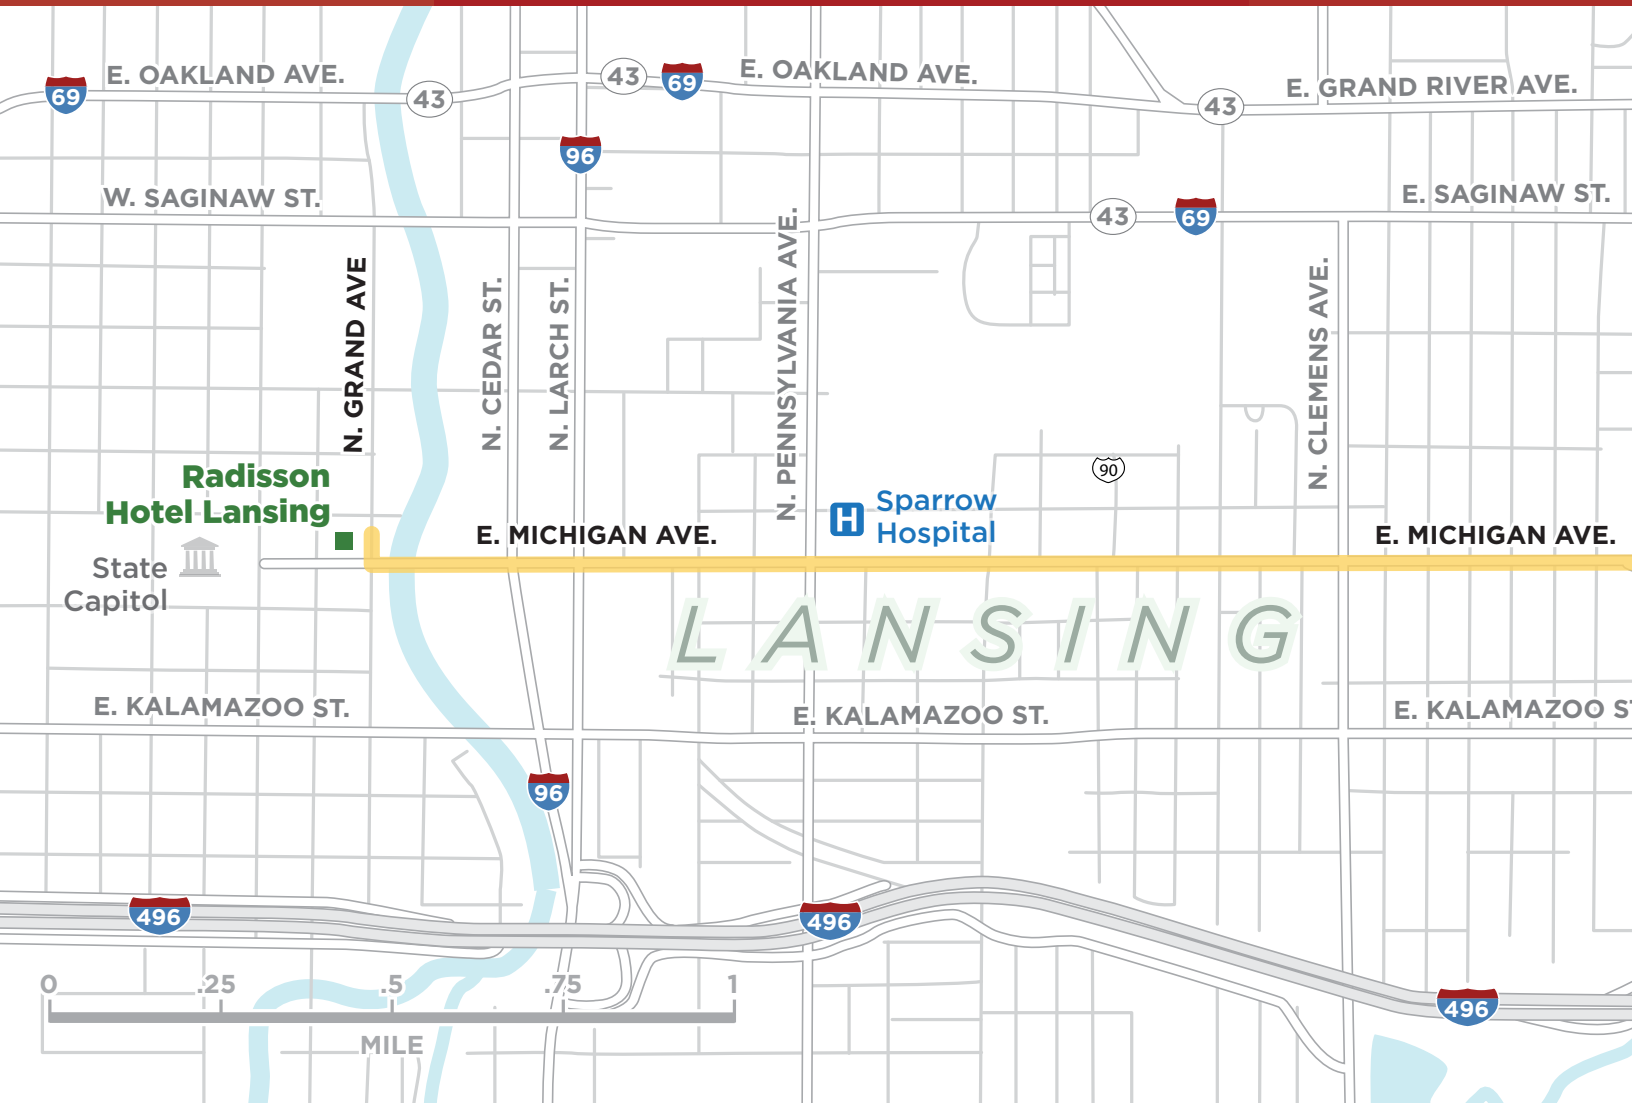 E. OAKLAND AVE.
69
43
43
69
E. OAKLAND AVE.
43
E. GRAND RIVER AVE.
96
W. SAGINAW ST.
43
69
E. SAGINAW ST.
N. GRAND AVE
N. CEDAR ST.
N. LARCH ST.
N. PENNSYLVANIA AVE.
N. CLEMENS AVE.
90
Radisson
Hotel Lansing
State
Capitol
E. MICHIGAN AVE.
H
Sparrow
Hospital
E. MICHIGAN AVE.
LANSING
E. KALAMAZOO ST.
E. KALAMAZOO ST.
E. KALAMAZOO S
96
496
496
496
0 .25 .5 .75 1
MILE